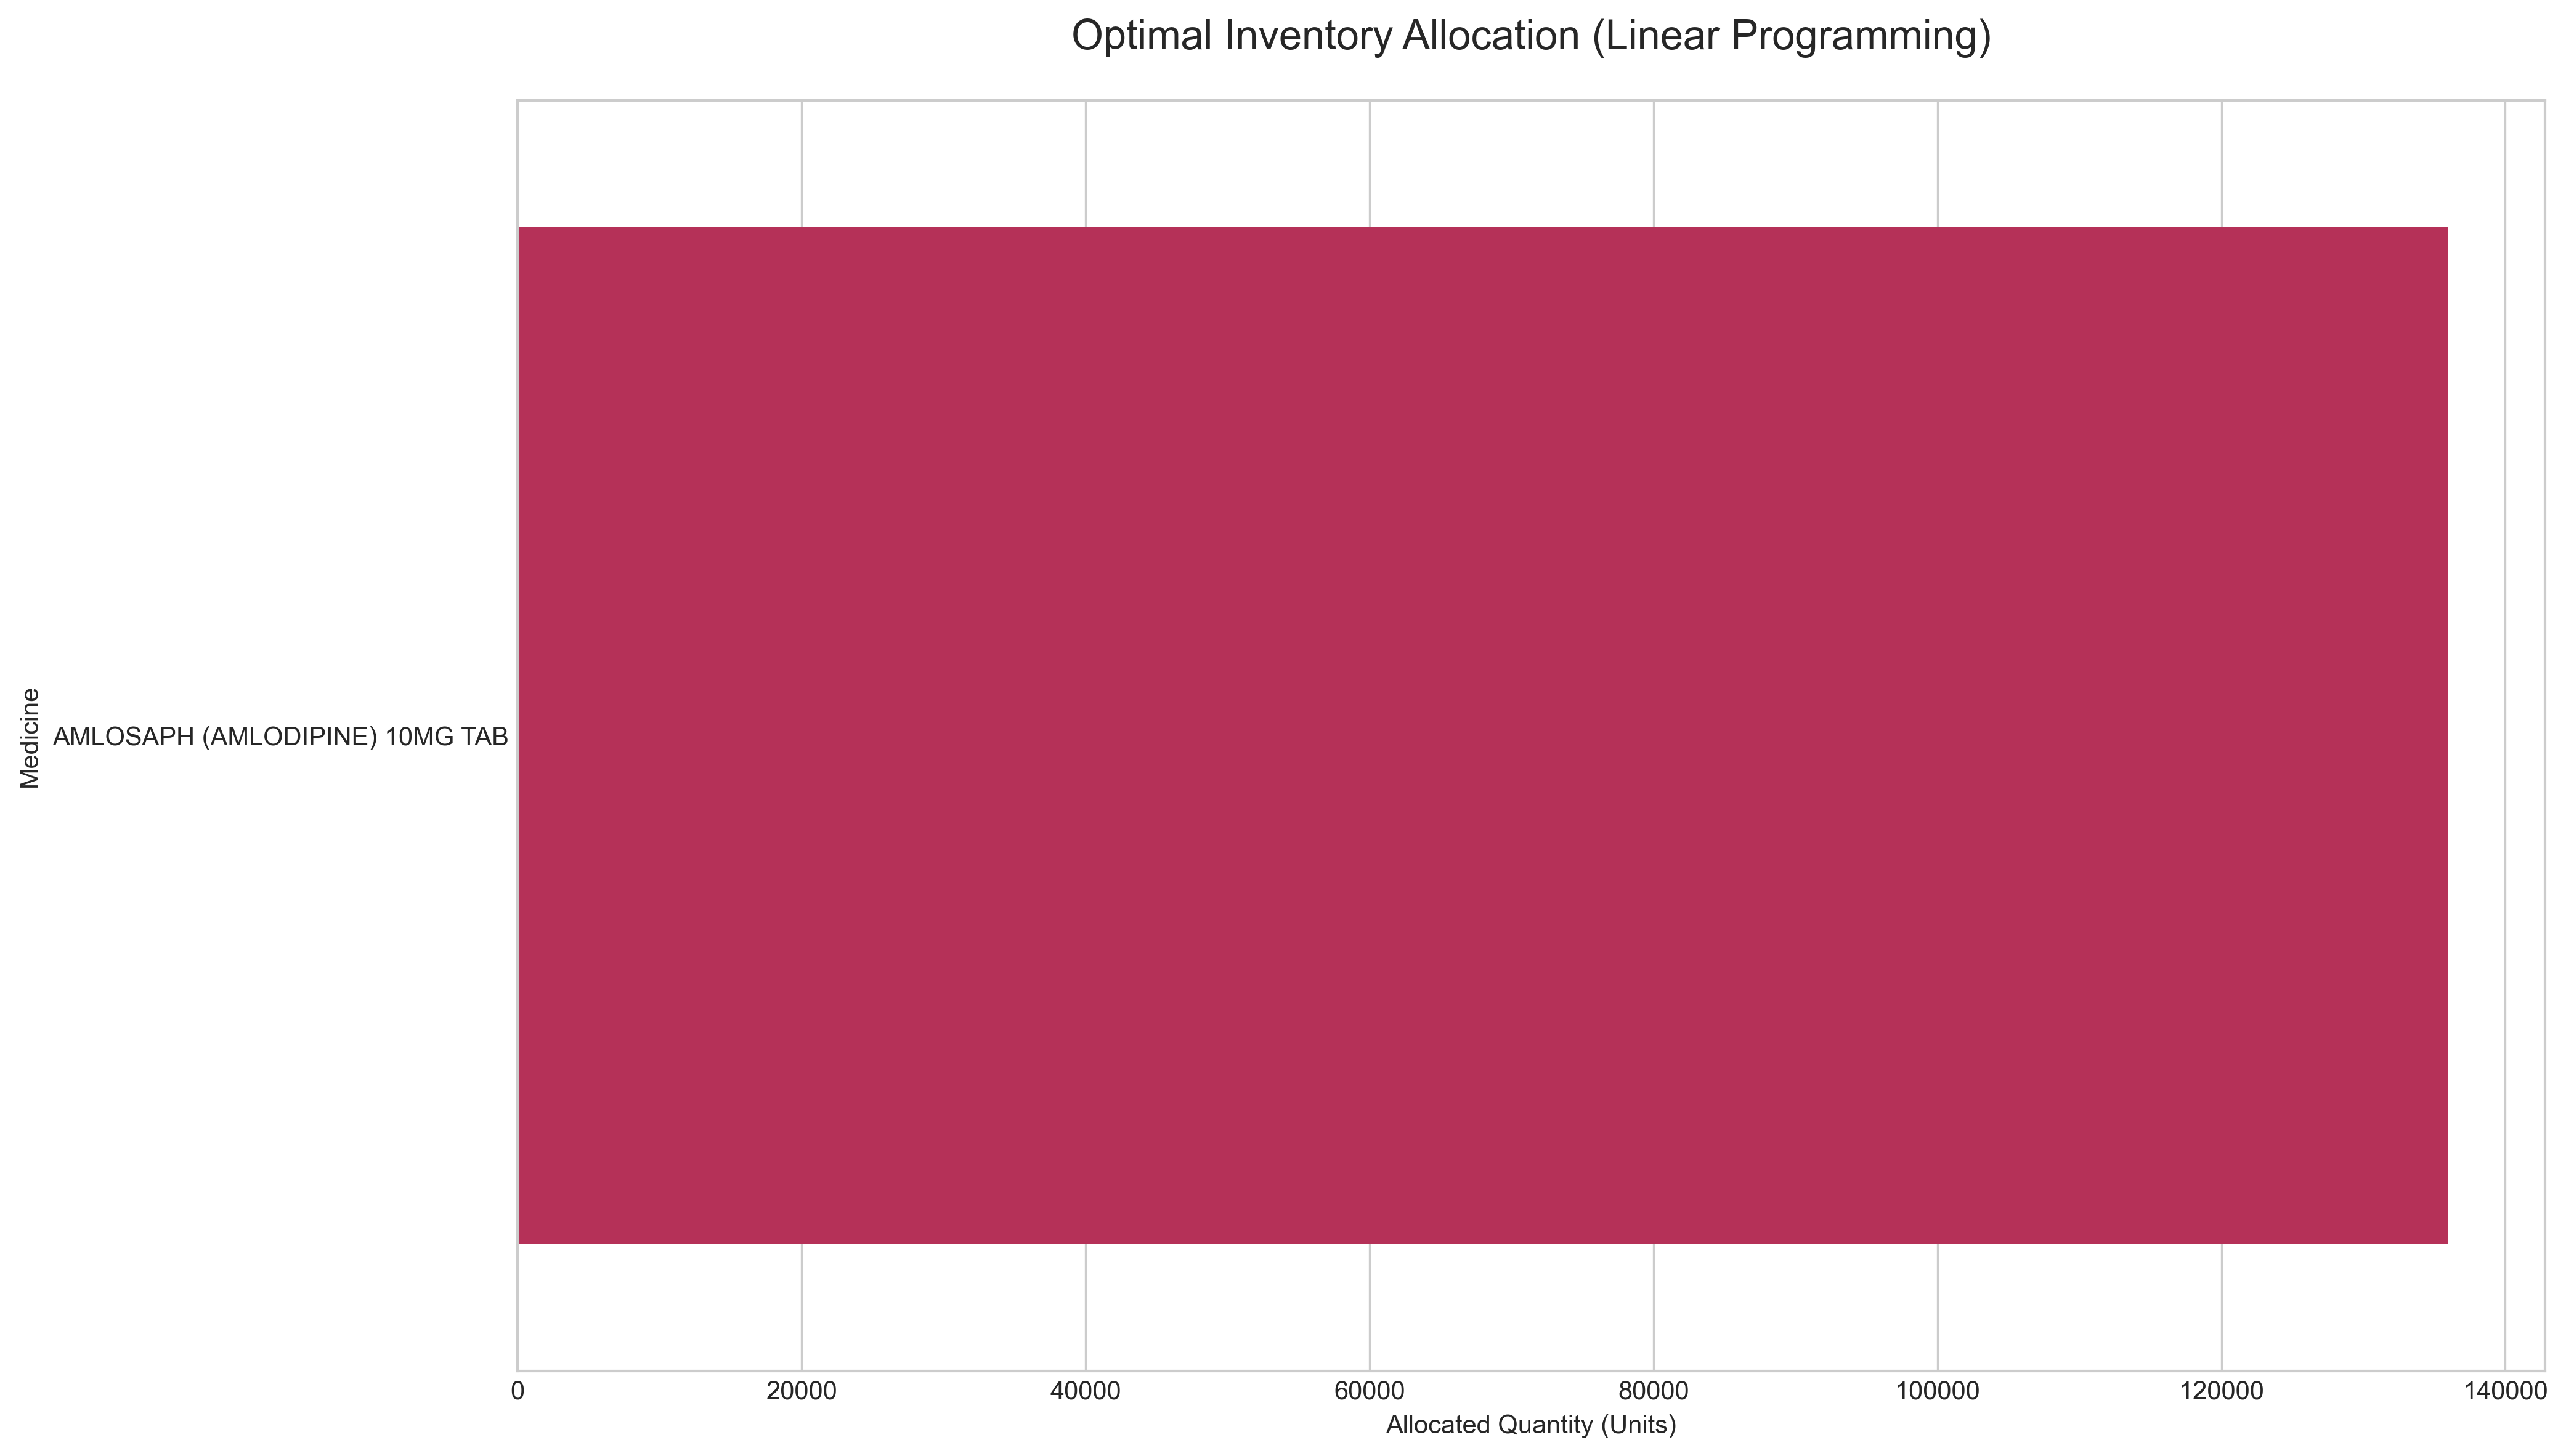 Optimal Inventory Allocation (Linear Programming)
Medicine
AMLOSAPH (AMLODIPINE) 10MG TAB
0 20000 40000 60000 80000 100000 120000 140000
Allocated Quantity (Units)